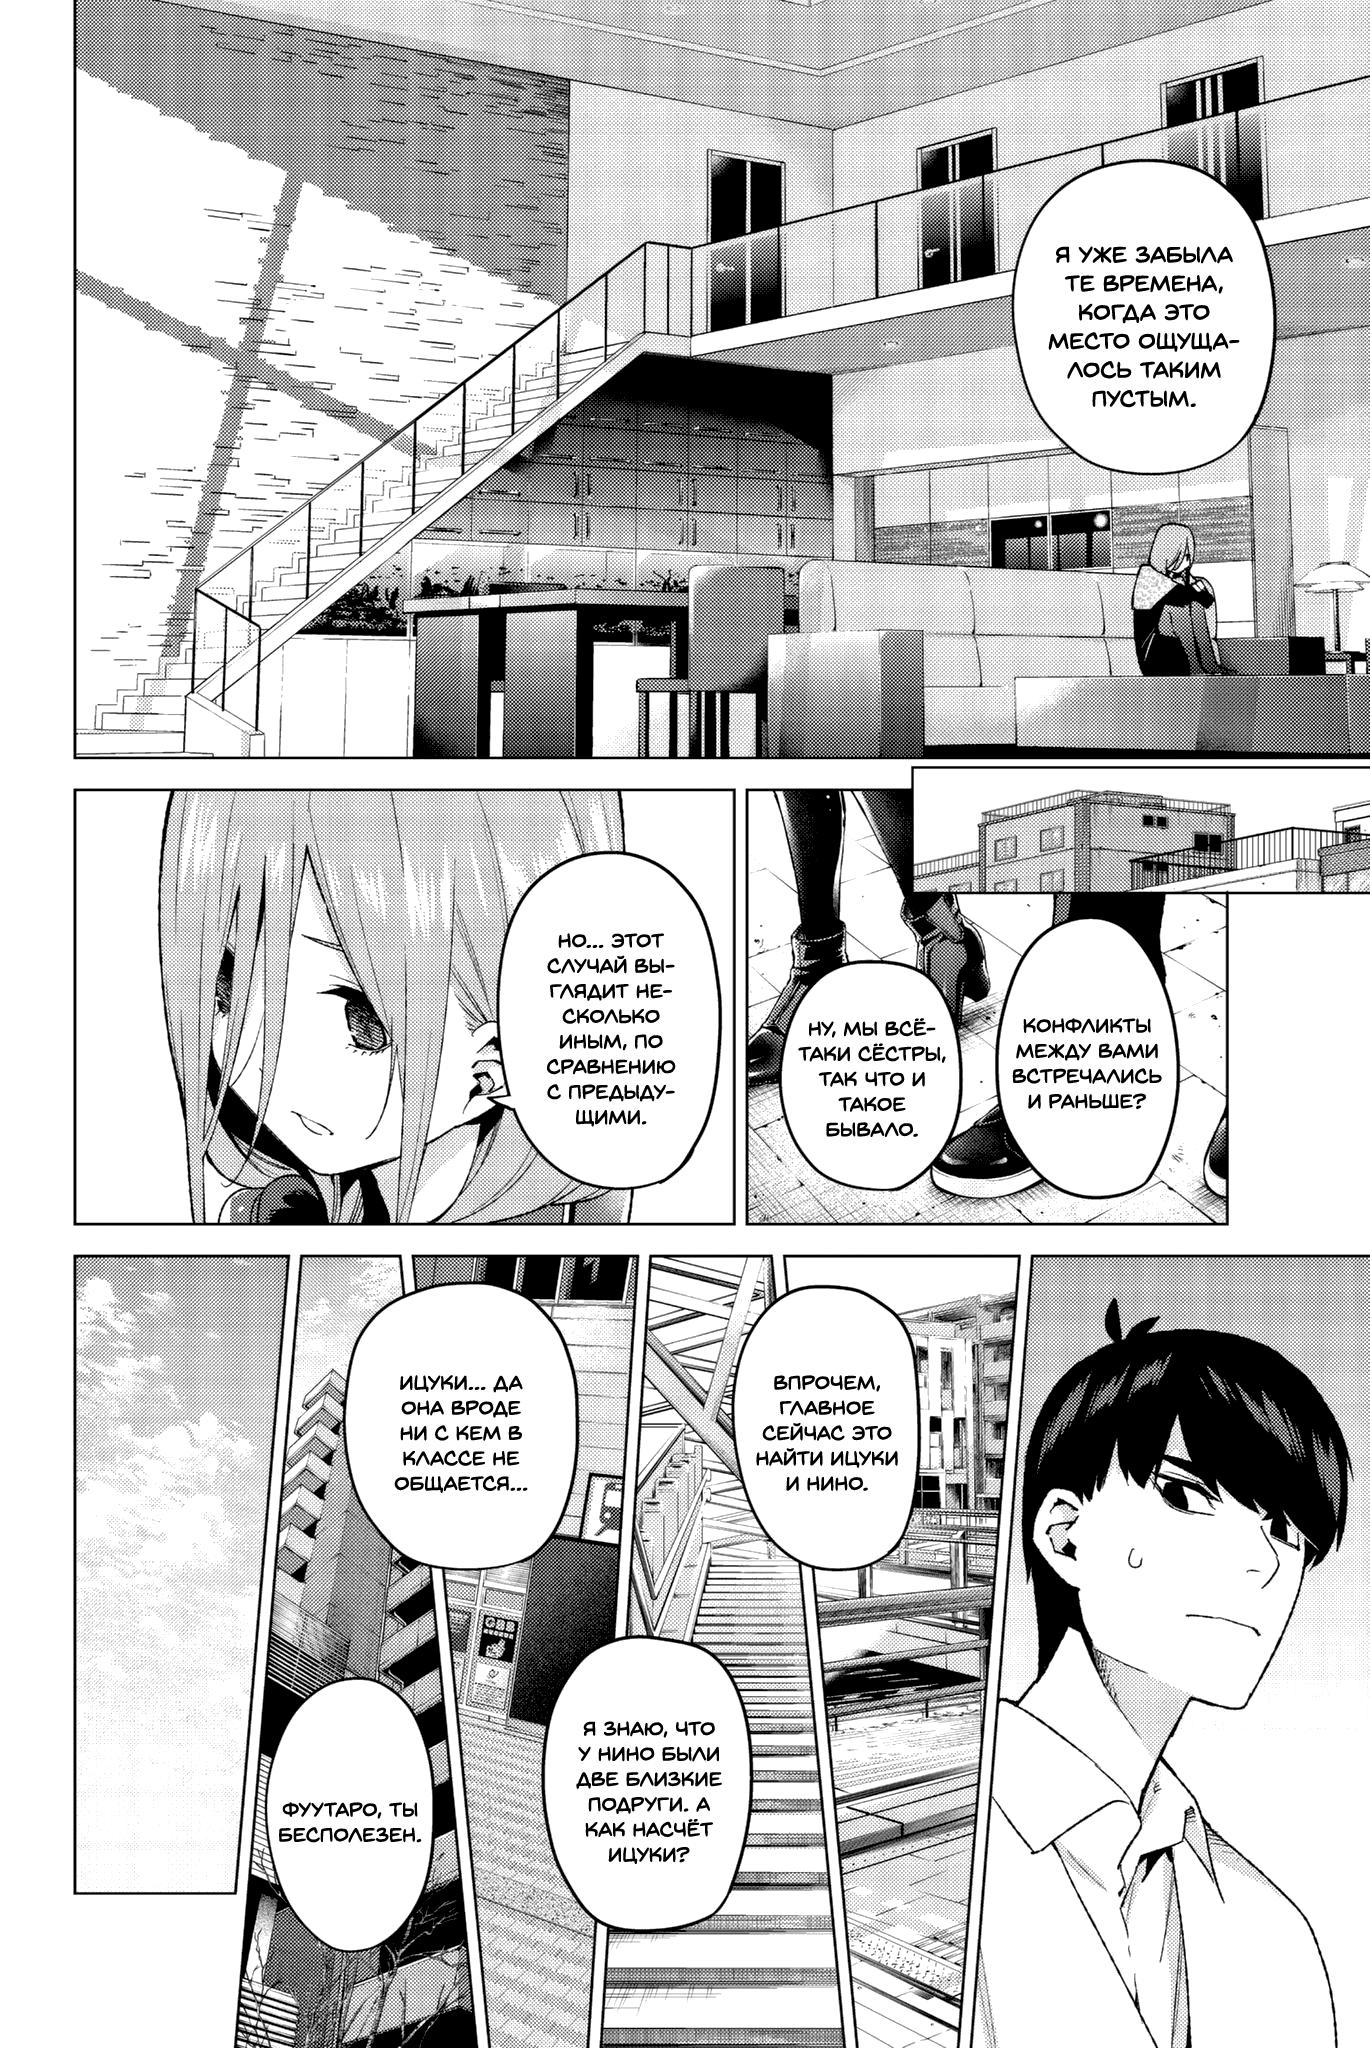 Я УЖЕ ЗАБЫЛА
ТЕ ВРЕМЕНА,
КОГДА ЭТО
МЕСТО ОЩУЩА-
ЛОСЬ ТАКИМ
ПУСТЫМ.
КОНФЛИКТЫ
МЕЖДУ ВАМИ
ВСТРЕЧАЛИСЬ
И РАНЬШЕ?
НУ, МЫ ВСЁ-
ТАКИ СЁСТРЫ,
ТАК ЧТО И
ТАКОЕ
БЫВАЛО.
НО... ЭТОТ
СЛУЧАЙ ВЫ-
ГЛЯДИТ НЕ-
СКОЛЬКО
ИНЫМ, ПО
СРАВНЕНИЮ
С ПРЕДЫДУ-
ЩИМИ.
ВПРОЧЕМ,
ГЛАВНОЕ
СЕЙЧАС ЭТО
НАЙТИ ИЦУКИ
И НИНО.
Я ЗНАЮ, ЧТО
У НИНО БЫЛИ
ДВЕ БЛИЗКИЕ
ПОДРУГИ. А
КАК НАСЧЁТ
ИЦУКИ?
ИЦУКИ... ДА
ОНА ВРОДЕ
НИ С КЕМ В
КЛАССЕ НЕ
ОБЩАЕТСЯ...
ФУУТАРО, ТЫ
БЕСПОЛЕЗЕН.